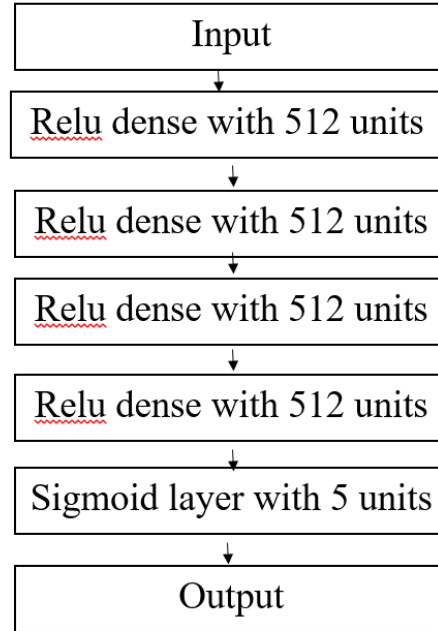 Input
Relu dense with 512 units
Relu dense with 512 units
Relu dense with 512 units
Relu dense with 512 units
Sigmoid layer with 5 units
Output